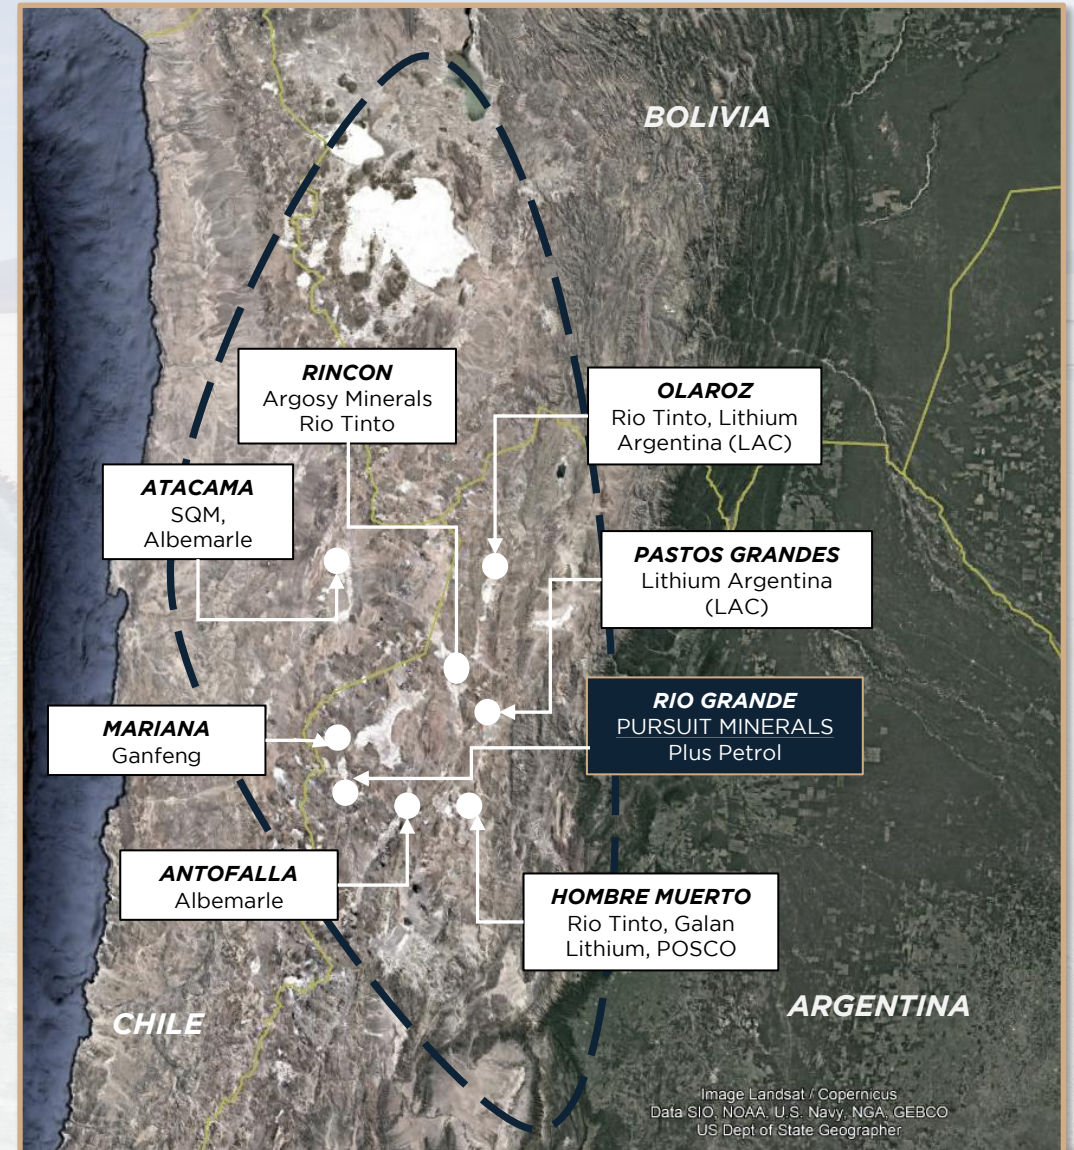 BOLIVIA
RINCON
Argosy Minerals
Rio Tinto
OLAROZ
Rio Tinto, Lithium
Argentina (LAC)
ATACAMA
SQM,
Albemarle
PASTOS GRANDES
Lithium Argentina
(LAC)
RIO GRANDE
PURSUIT MINERALS
Plus Petrol
MARIANA
Ganfeng
ANTOFALLA
Albemarle
HOMBRE MUERTO
Rio Tinto, Galan
Lithium, POSCO
CHILE
ARGENTINA
Image Landsat / Copernicus
Data SIO, NOAA, U.S. Navy, NGA, GEBCO
US Dept of State Geographer